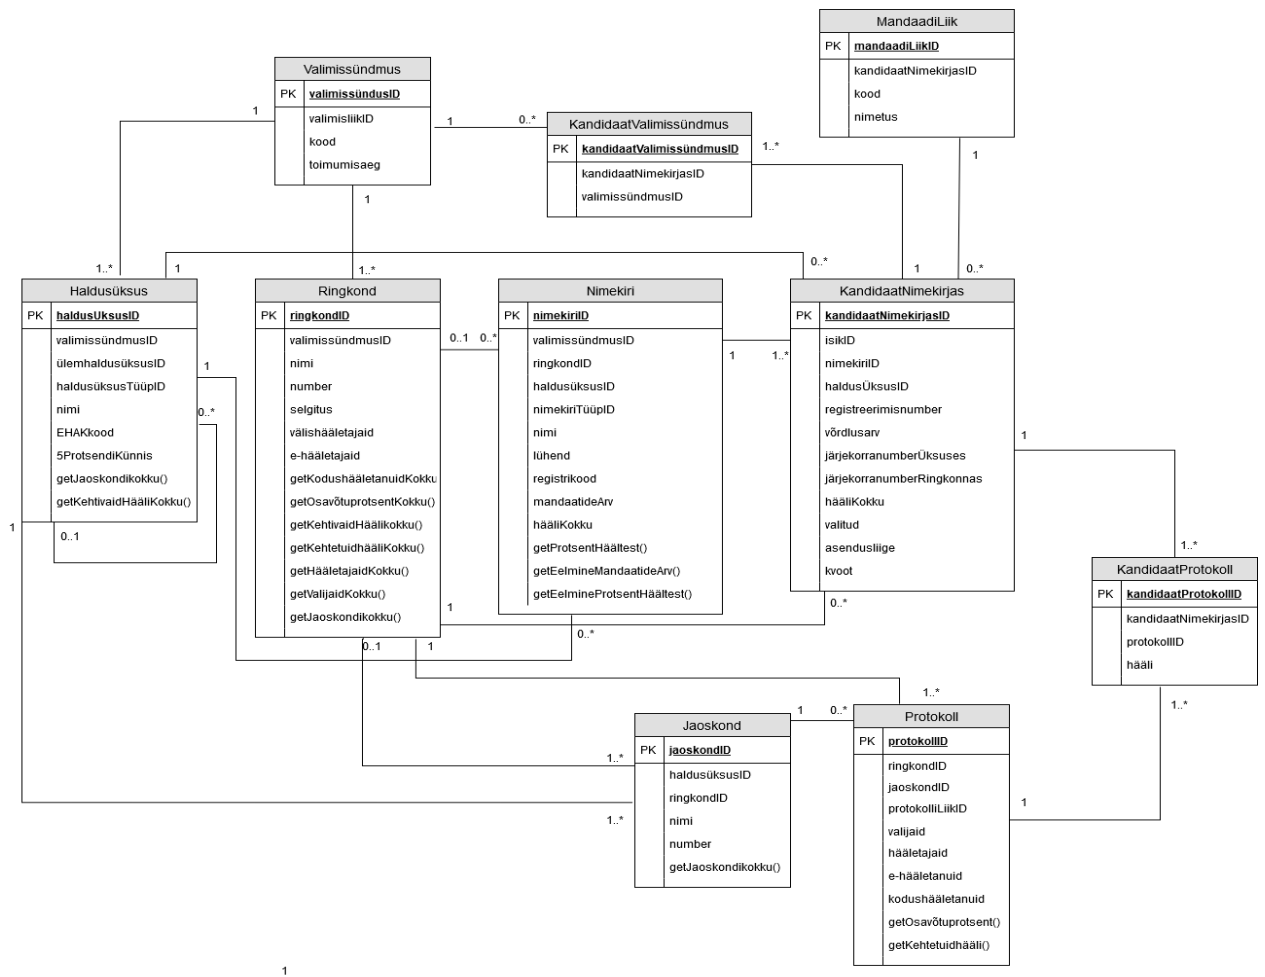 MandaadiLiik
PK mandaadiLiikID
kandidaatNimekirjasID
kood
nimetus
1
0..*
Valimissündmus
PK valimissündusID
valimisliikID
kood
toimumisaeg
1
1..*
1
0..*
1
1..*
KandidaatValimissündmus
PK kandidaatValimissündmusID
kandidaatNimekirjasID
valimissündmusID
1..*
1
1
0..*
Haldusüksus
PK haldusUksusID
valimissündmusID
ülemhaldusüksusID
haldusüksusTüüpID
nimi
EHAKkood
5ProtsendiKünnis
getJaoskondikokku()
getKehtivaidHääliKokku()
1
0..*
0..1
1
Ringkond
PK ringkondID
valimissündmusID
nimi
number
selgitus
välishääletajaid
e-hääletajaid
getKodushääletanuidKokku
getOsavõtuprotsentKokku()
getKehtivaidHäälikokku()
getKehtetuidhääliKokku()
getHääletajaidKokku()
getValijaidKokku()
getJaoskondikokku()
0..1 0..*
1
0..1
1
Nimekiri
PK nimekiriID
valimissündmusID
ringkondID
haldusüksusID
nimekiriTüüpID
nimi
lühend
registrikood
mandaatideArv
hääliKokku
getProtsenHäältest()
getEelmineMandaatideArv()
getEelmineProtsentHäältest()
1 1..*
0..*
KandidaatNimekirjas
PK kandidaatNimekirjasID
isikID
nimekiriID
haldusÜksusID
registreerimisnumber
võrdlusarv
järjekorranumberÜksuses
järjekorranumberRingkonnas
hääliKokku
valitud
asendusliige
kvoot
0..*
1
1..*
KandidaatProtokoll
PK kandidaatProtokollID
kandidaatNimekirjasID
protokollID
hääli
1..*
1
Jaoskond
PK jaoskondID
haldusüksusID
ringkondID
nimi
number
getJaoskondikokku()
1..*
1..*
1 0..*
1..*
Protokoll
PK protokollID
ringkondID
jaoskondID
protokolliLiikID
valijaid
hääletajaid
e-hääletanuid
kodushääletanuid
getOsavõtuprotsent()
getKehtetuidhääli()
1